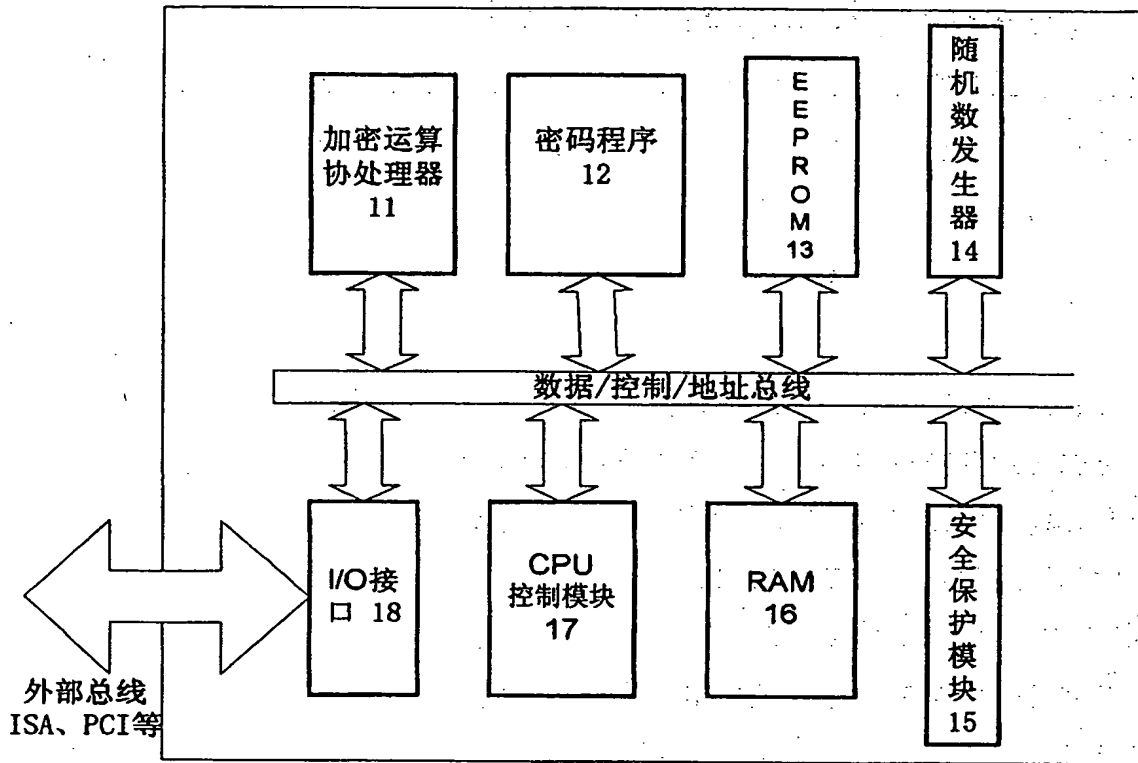 加密运算
协处理器
11
密码程序
12
EEPROM 13
随机数发生器 14
数据/控制/地址总线
I/O接
口 18
CPU
控制模块
17
RAM
16
安全保护模块 15
外部总线
ISA、PCI等